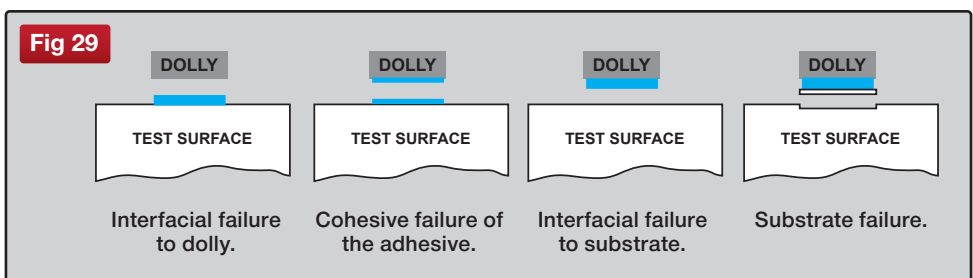 Fig 29
DOLLY
TEST SURFACE
Interfacial failure
to dolly.
DOLLY
TEST SURFACE
Cohesive failure of
the adhesive.
DOLLY
TEST SURFACE
Interfacial failure
to substrate.
DOLLY
TEST SURFACE
Substrate failure.